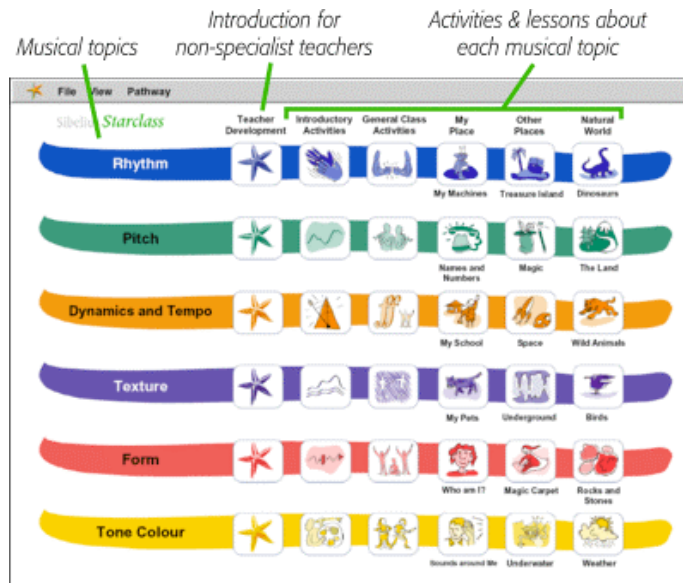 Musical topics
Introduction for
non-specialist teachers
Activities & lessons about
each musical topic
File View Pathway
Sibelius Starclass
Teacher
Development
Introductory
Activities
General Class
Activities
My
Place
Other
Places
Natural
World
Rhythm
My Machines
Treasure Island
Dinosaurs
Pitch
Names and
Numbers
Magic
The Land
Dynamics and Tempo
My School
Space
Wild Animals
Texture
My Pets
Underground
Birds
Form
Who am I?
Magic Carpet
Rocks and
Stones
Tone Colour
Sounds around Me
Underwater
Weather